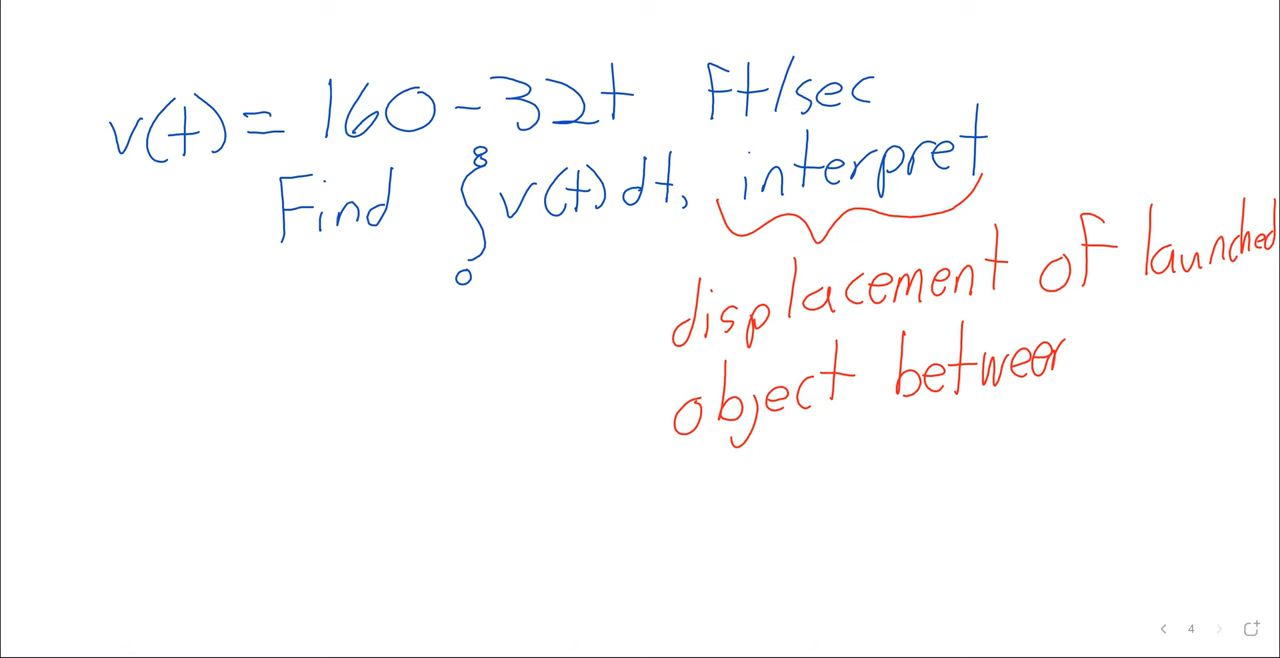 v(t) = 160 - 32t ft/sec
Find ∫₀⁸ v(t) dt, interpret
displacement of launched
object between
4